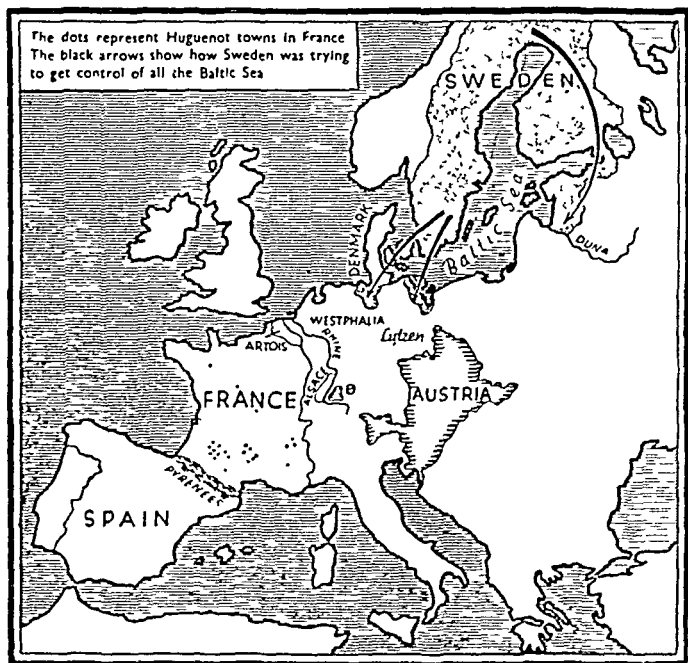 The dots represent Huguenot towns in France
The black arrows show how Sweden was trying
to get control of all the Baltic Sea
SWEDEN
Baltic Sea
DUNA
DENMARK
WESTPHALIA
Lutzen
RHINE
ARTOIS
ALSACE
AUSTRIA
FRANCE
PYRENEES
SPAIN